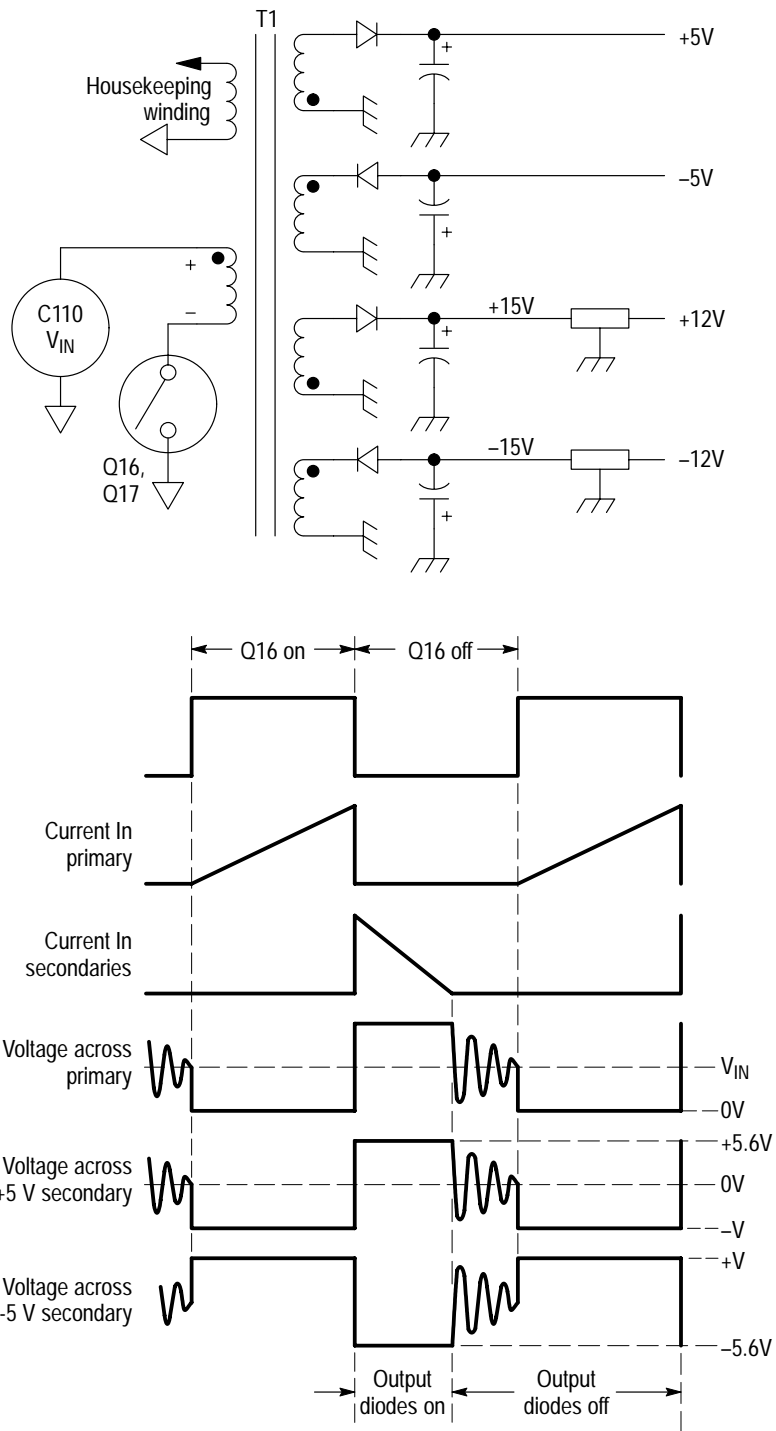 T1
+5V
Housekeeping
winding
–5V
+
+
+
–
C110
VIN
+15V
+
+12V
Q16,
Q17
–15V
–12V
+
Q16 on
Q16 off
Current In
primary
Current In
secondaries
Voltage across
primary
VIN
0V
+5.6V
Voltage across
+5 V secondary
0V
–V
+V
Voltage across
-5 V secondary
–5.6V
Output
diodes on
Output
diodes off